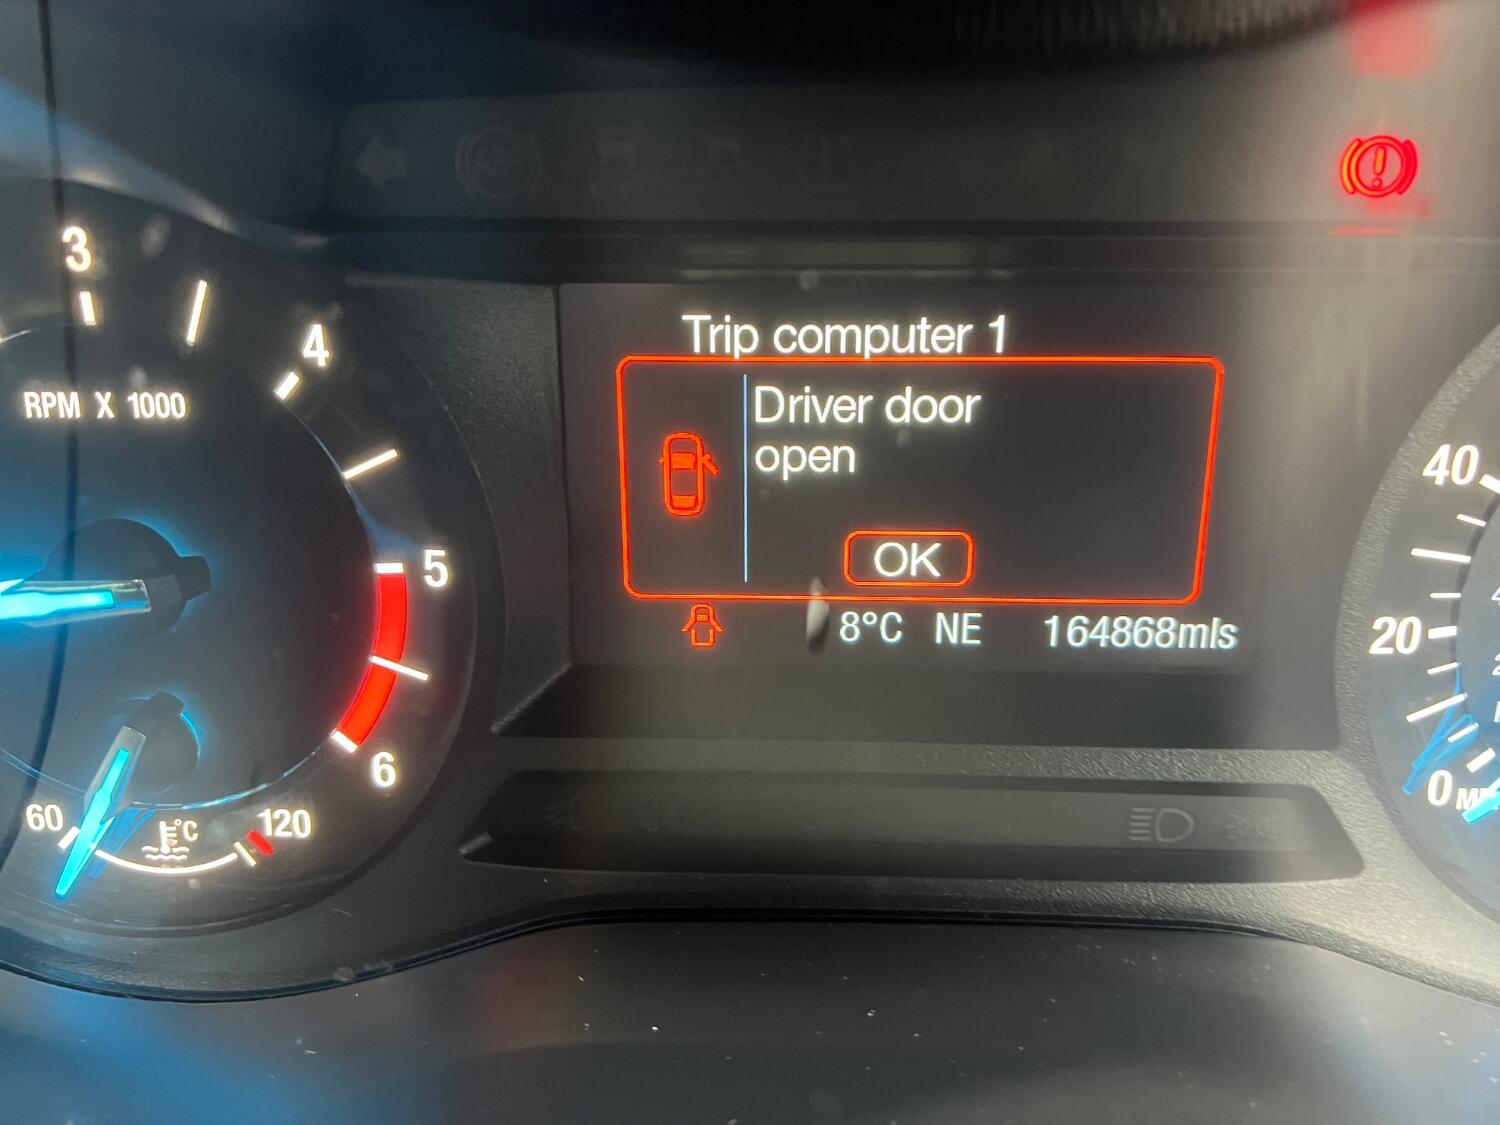 3
4
RPM X 1000
5
6
60
°C
120
Trip computer 1
Driver door
open
OK
8°C NE 164868mls
40
20
0